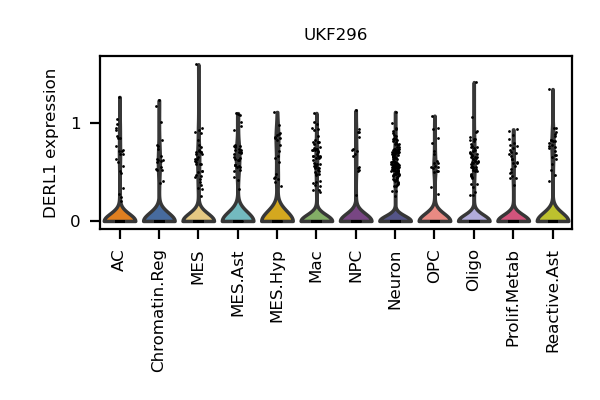 UKF296
DERL1 expression
1
0
AC
Chromatin.Reg
MES
MES.Ast
MES.Hyp
Mac
NPC
Neuron
OPC
Oligo
Prolif.Metab
Reactive.Ast